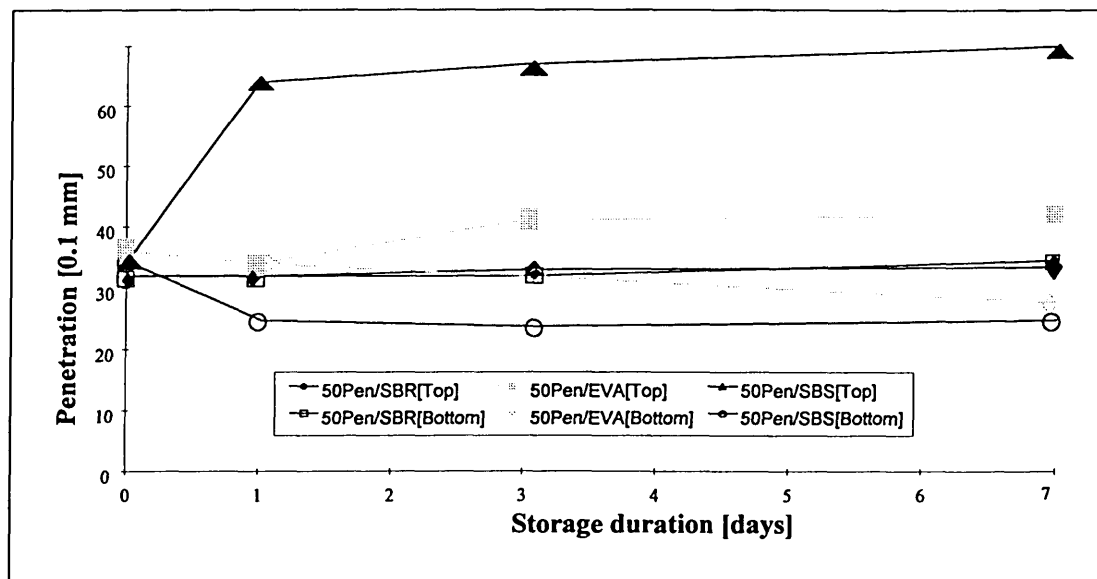 Penetration [0.1 mm]
60
50
40
30
20
10
0
50Pen/SBR[Top] 50Pen/EVA[Top] 50Pen/SBS[Top]
50Pen/SBR[Bottom] 50Pen/EVA[Bottom] 50Pen/SBS[Bottom]
0 1 2 3 4 5 6 7
Storage duration [days]